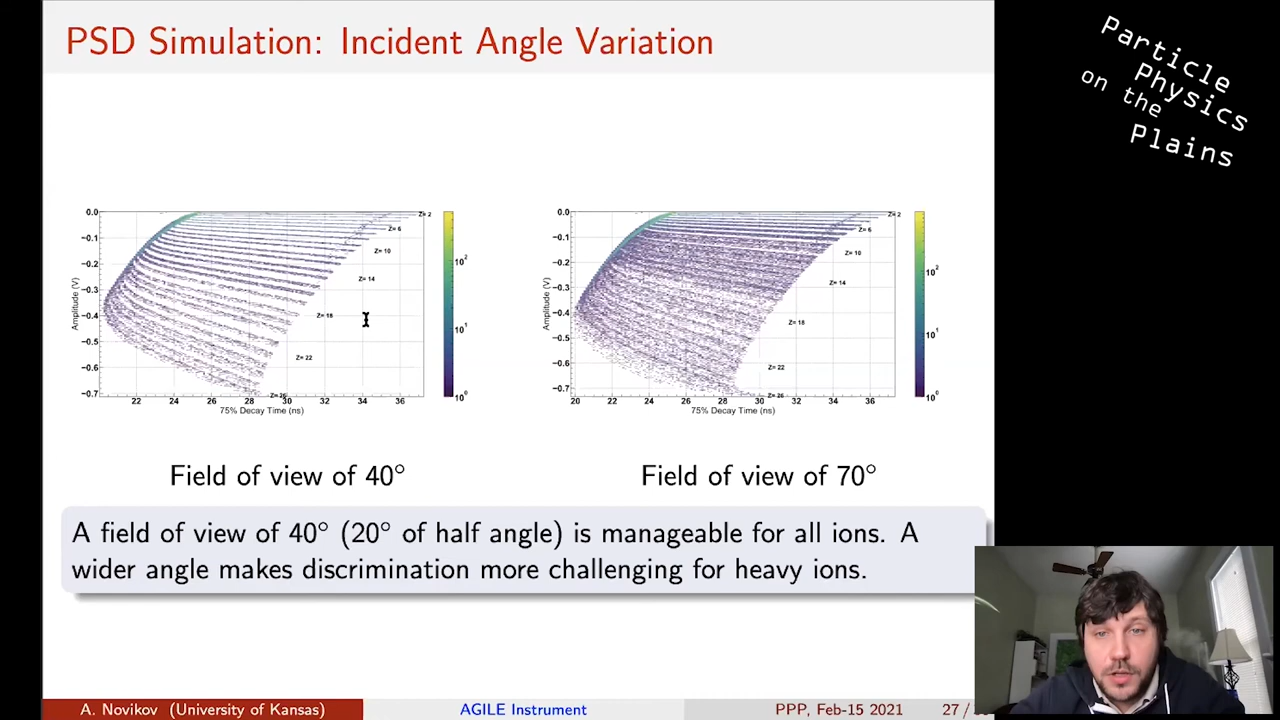 PSD Simulation: Incident Angle Variation
Particle
Physics
on the
Plains
0.0
−0.1
−0.2
−0.3
−0.4
−0.5
−0.6
−0.7
Amplitude (V)
22 24 26 28 30 32 34 36
75% Decay Time (ns)
Z= 2
Z= 6
Z= 10
Z= 14
Z= 18
Z= 22
Z= 26
10²
10¹
10⁰
0.0
−0.1
−0.2
−0.3
−0.4
−0.5
−0.6
−0.7
Amplitude (V)
20 22 24 26 28 30 32 34 36
75% Decay Time (ns)
Z= 2
Z= 6
Z= 10
Z= 14
Z= 18
Z= 22
Z= 26
10²
10¹
10⁰
Field of view of 40°
Field of view of 70°
A field of view of 40° (20° of half angle) is manageable for all ions. A
wider angle makes discrimination more challenging for heavy ions.
A. Novikov (University of Kansas) AGILE Instrument PPP, Feb-15 2021 27 /